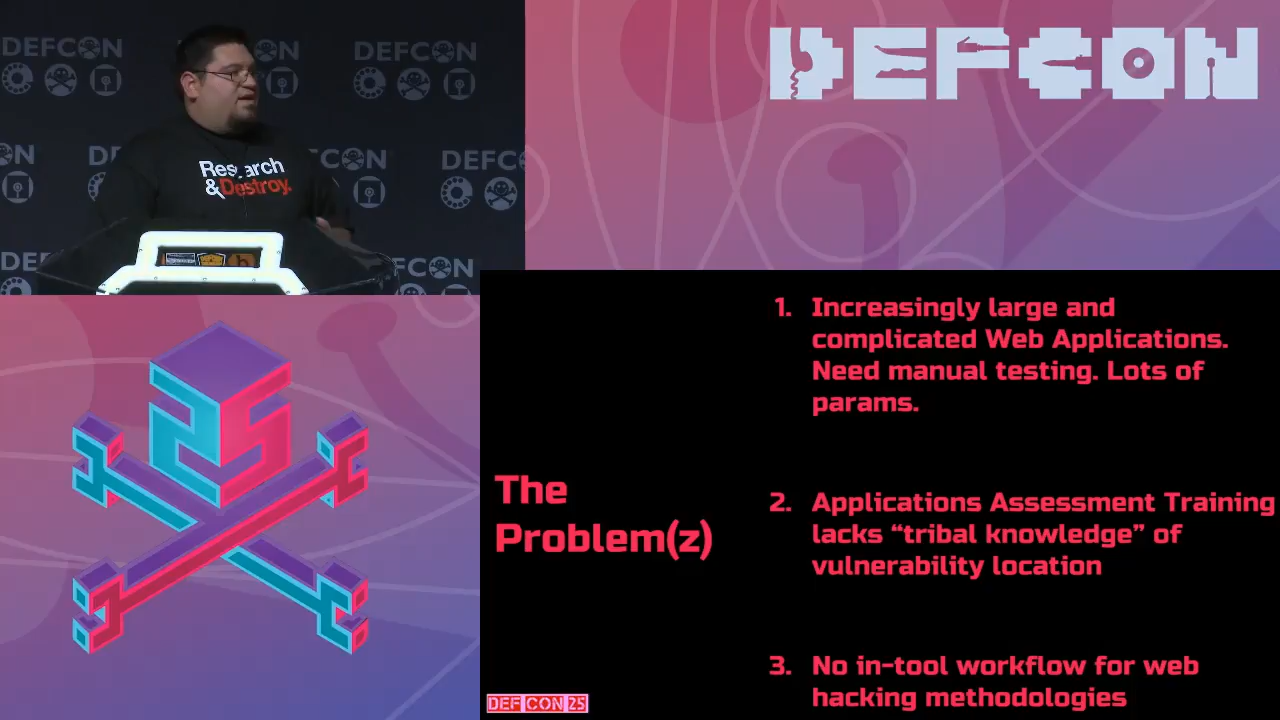 DEFCON
DEFCON
DEFCON
DEFCON
DEFCON
Research
&Destroy.
The
Problem(z)
1. Increasingly large and
complicated Web Applications.
Need manual testing. Lots of
params.
2. Applications Assessment Training
lacks “tribal knowledge” of
vulnerability location
3. No in-tool workflow for web
hacking methodologies
DEF CON 25